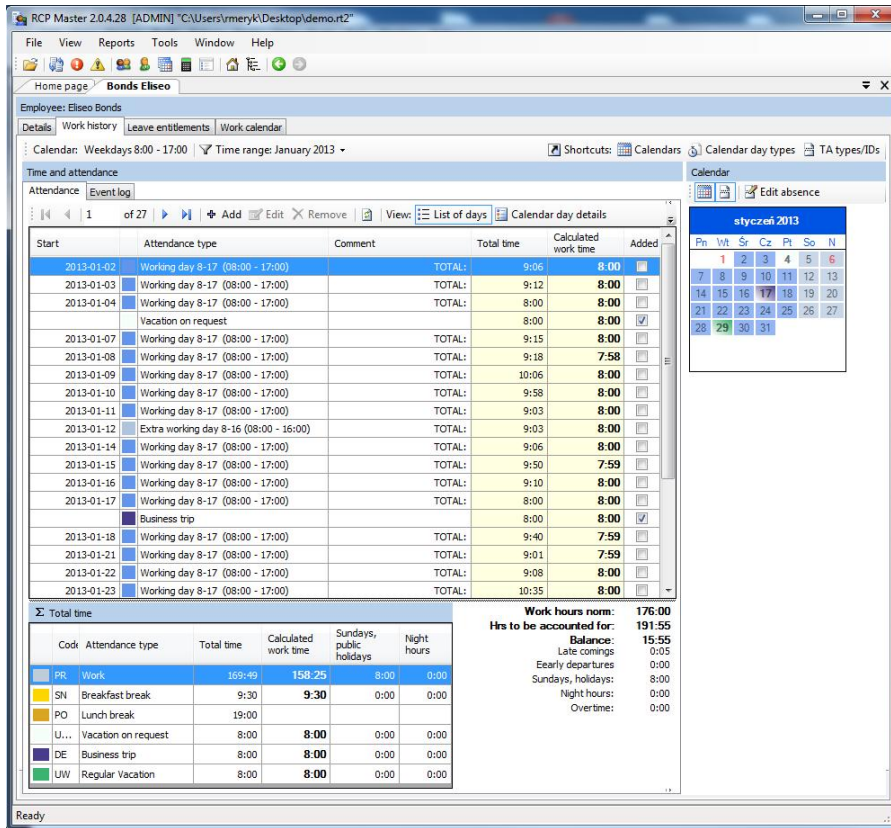 RCP Master 2.0.4.28 [ADMIN] "C:\Users\rmeryk\Desktop\demo.rt2"
File View Reports Tools Window Help
Home page Bonds Eliseo
Employee: Eliseo Bonds
Details Work history Leave entitlements Work calendar
Calendar: Weekdays 8:00 - 17:00 Time range: January 2013 Shortcuts: Calendars Calendar day types TA types/IDs
Time and attendance Calendar
Attendance Event log
1 of 27 Add Edit Remove View: List of days Calendar day details Edit absence
Start Attendance type Comment Total time Calculated work time Added
2013-01-02 Working day 8-17 (08:00 - 17:00) TOTAL: 9:06 8:00
2013-01-03 Working day 8-17 (08:00 - 17:00) TOTAL: 9:12 8:00
2013-01-04 Working day 8-17 (08:00 - 17:00) TOTAL: 8:00 8:00
Vacation on request 8:00 8:00
2013-01-07 Working day 8-17 (08:00 - 17:00) TOTAL: 9:15 8:00
2013-01-08 Working day 8-17 (08:00 - 17:00) TOTAL: 9:18 7:58
2013-01-09 Working day 8-17 (08:00 - 17:00) TOTAL: 10:06 8:00
2013-01-10 Working day 8-17 (08:00 - 17:00) TOTAL: 9:58 8:00
2013-01-11 Working day 8-17 (08:00 - 17:00) TOTAL: 9:03 8:00
2013-01-12 Extra working day 8-16 (08:00 - 16:00) TOTAL: 9:03 8:00
2013-01-14 Working day 8-17 (08:00 - 17:00) TOTAL: 9:06 8:00
2013-01-15 Working day 8-17 (08:00 - 17:00) TOTAL: 9:50 7:59
2013-01-16 Working day 8-17 (08:00 - 17:00) TOTAL: 9:10 8:00
2013-01-17 Working day 8-17 (08:00 - 17:00) TOTAL: 8:00 8:00
Business trip 8:00 8:00
2013-01-18 Working day 8-17 (08:00 - 17:00) TOTAL: 9:40 7:59
2013-01-21 Working day 8-17 (08:00 - 17:00) TOTAL: 9:01 7:59
2013-01-22 Working day 8-17 (08:00 - 17:00) TOTAL: 9:08 8:00
2013-01-23 Working day 8-17 (08:00 - 17:00) TOTAL: 10:35 8:00
styczeń 2013
Pn Wt Śr Cz Pt So N
1 2 3 4 5 6
7 8 9 10 11 12 13
14 15 16 17 18 19 20
21 22 23 24 25 26 27
28 29 30 31
Σ Total time
Code Attendance type Total time Calculated work time Sundays, public holidays Night hours
PR Work 169:49 158:25 8:00 0:00
SN Breakfast break 9:30 9:30 0:00 0:00
PO Lunch break 19:00
U... Vacation on request 8:00 8:00 0:00 0:00
DE Business trip 8:00 8:00 0:00 0:00
UW Regular Vacation 8:00 8:00 0:00 0:00
Work hours norm: 176:00
Hrs to be accounted for: 191:55
Balance: 15:55
Late comings 0:05
Eearly departures 0:00
Sundays, holidays: 8:00
Night hours: 0:00
Overtime: 0:00
Ready